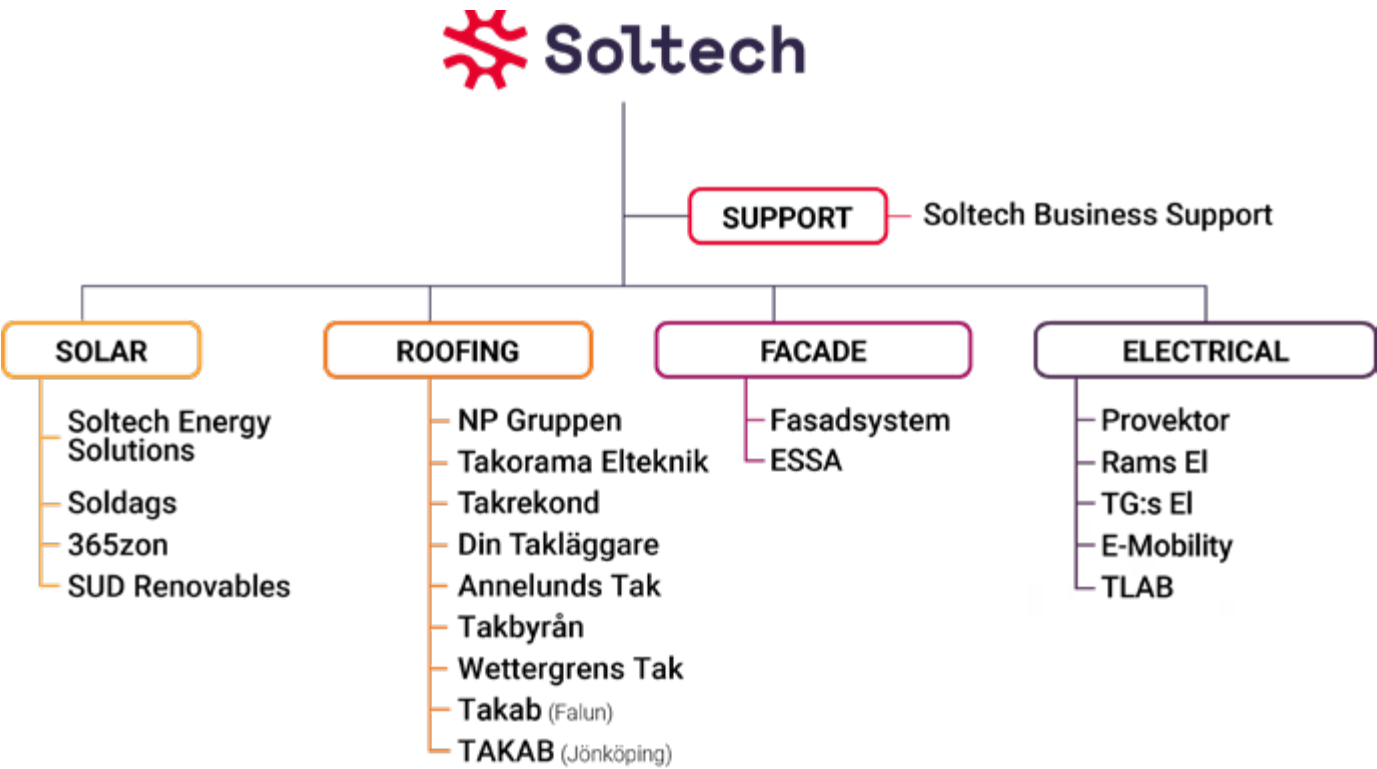 Soltech
SUPPORT
Soltech Business Support
SOLAR
Soltech Energy
Solutions
Soldags
365zon
SUD Renovables
ROOFING
NP Gruppen
Takorama Elteknik
Takrekond
Din Takläggare
Annelunds Tak
Takbyrån
Wettergrens Tak
Takab (Falun)
TAKAB (Jönköping)
FACADE
Fasadsystem
ESSA
ELECTRICAL
Provektor
Rams El
TG:s El
E-Mobility
TLAB